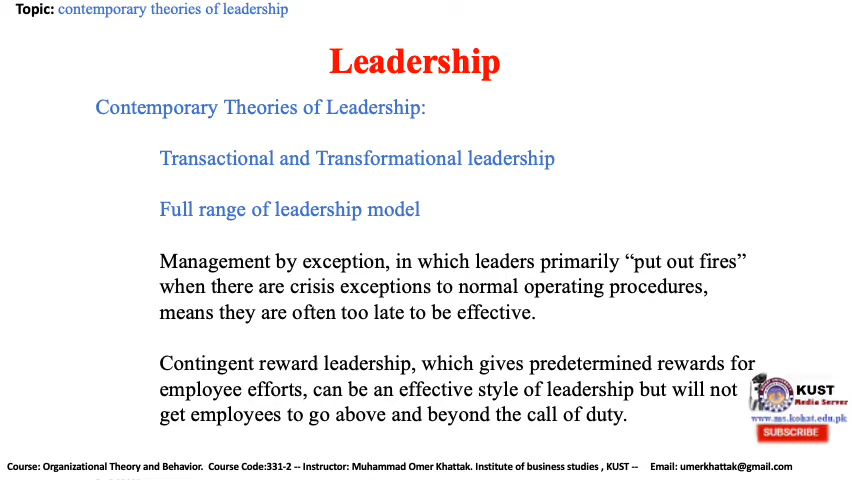 Topic: contemporary theories of leadership
Leadership
Contemporary Theories of Leadership:
Transactional and Transformational leadership
Full range of leadership model
Management by exception, in which leaders primarily “put out fires”
when there are crisis exceptions to normal operating procedures,
means they are often too late to be effective.
Contingent reward leadership, which gives predetermined rewards for
employee efforts, can be an effective style of leadership but will not
get employees to go above and beyond the call of duty.
KUST
Media Server
www.ms.kohat.edu.pk
SUBSCRIBE
Course: Organizational Theory and Behavior. Course Code:331-2 -- Instructor: Muhammad Omer Khattak. Institute of business studies , KUST -- Email: umerkhattak@gmail.com